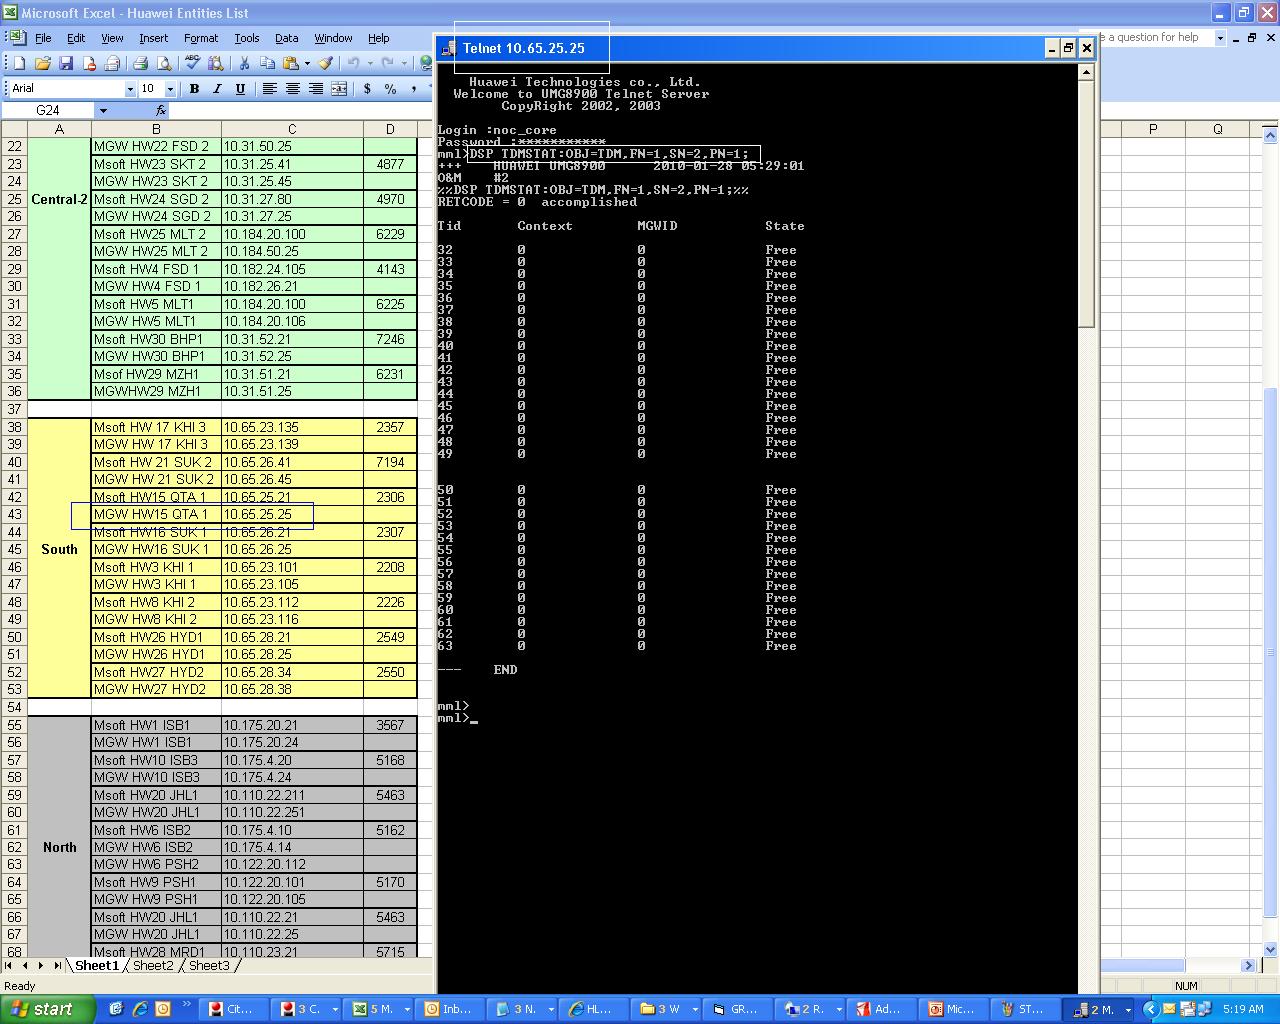 Microsoft Excel - Huawei Entities List
File Edit View Insert Format Tools Data Window Help
e a question for help
Arial 10 B I U $ % ,
G24 fx
A B C D P Q
22 MGW HW22 FSD 2 10.31.50.25
23 Msoft HW23 SKT 2 10.31.25.41 4877
24 MGW HW23 SKT 2 10.31.25.45
25 Central-2 Msoft HW24 SGD 2 10.31.27.80 4970
26 MGW HW24 SGD 2 10.31.27.25
27 Msoft HW25 MLT 2 10.184.20.100 6229
28 MGW HW25 MLT 2 10.184.50.25
29 Msoft HW4 FSD 1 10.182.24.105 4143
30 MGW HW4 FSD 1 10.182.26.21
31 Msoft HW5 MLT1 10.184.20.100 6225
32 MGW HW5 MLT1 10.184.20.106
33 Msoft HW30 BHP1 10.31.52.21 7246
34 MGW HW30 BHP1 10.31.52.25
35 Msof HW29 MZH1 10.31.51.21 6231
36 MGWHW29 MZH1 10.31.51.25
37
38 Msoft HW 17 KHI 3 10.65.23.135 2357
39 MGW HW 17 KHI 3 10.65.23.139
40 Msoft HW 21 SUK 2 10.65.26.41 7194
41 MGW HW 21 SUK 2 10.65.26.45
42 Msoft HW15 QTA 1 10.65.25.21 2306
43 MGW HW15 QTA 1 10.65.25.25
44 Msoft HW16 SUK 1 10.65.26.21 2307
45 South MGW HW16 SUK 1 10.65.26.25
46 Msoft HW3 KHI 1 10.65.23.101 2208
47 MGW HW3 KHI 1 10.65.23.105
48 Msoft HW8 KHI 2 10.65.23.112 2226
49 MGW HW8 KHI 2 10.65.23.116
50 Msoft HW26 HYD1 10.65.28.21 2549
51 MGW HW26 HYD1 10.65.28.25
52 Msoft HW27 HYD2 10.65.28.34 2550
53 MGW HW27 HYD2 10.65.28.38
54
55 Msoft HW1 ISB1 10.175.20.21 3567
56 MGW HW1 ISB1 10.175.20.24
57 Msoft HW10 ISB3 10.175.4.20 5168
58 MGW HW10 ISB3 10.175.4.24
59 Msoft HW20 JHL1 10.110.22.211 5463
60 MGW HW20 JHL1 10.110.22.251
61 Msoft HW6 ISB2 10.175.4.10 5162
62 North MGW HW6 ISB2 10.175.4.14
63 MGW HW6 PSH2 10.122.20.112
64 Msoft HW9 PSH1 10.122.20.101 5170
65 MGW HW9 PSH1 10.122.20.105
66 Msoft HW20 JHL1 10.110.22.21 5463
67 MGW HW20 JHL1 10.110.22.25
68 Msoft HW28 MRD1 10.110.23.21 5715
Sheet1 Sheet2 Sheet3
Ready NUM
Telnet 10.65.25.25
Huawei Technologies co., Ltd.
Welcome to UMG8900 Telnet Server
CopyRight 2002, 2003
Login :noc_core
Password :***********
mml>DSP TDMSTAT:OBJ=TDM,FN=1,SN=2,PN=1;
+++ HUAWEI UMG8900 2010-01-28 05:29:01
O&M #2
%%DSP TDMSTAT:OBJ=TDM,FN=1,SN=2,PN=1;%%
RETCODE = 0 accomplished
Tid Context MGWID State
32 0 0 Free
33 0 0 Free
34 0 0 Free
35 0 0 Free
36 0 0 Free
37 0 0 Free
38 0 0 Free
39 0 0 Free
40 0 0 Free
41 0 0 Free
42 0 0 Free
43 0 0 Free
44 0 0 Free
45 0 0 Free
46 0 0 Free
47 0 0 Free
48 0 0 Free
49 0 0 Free
50 0 0 Free
51 0 0 Free
52 0 0 Free
53 0 0 Free
54 0 0 Free
55 0 0 Free
56 0 0 Free
57 0 0 Free
58 0 0 Free
59 0 0 Free
60 0 0 Free
61 0 0 Free
62 0 0 Free
63 0 0 Free
--- END
mml>
mml>_
start Cit... 3 C. 5 M. Inb... 3 N. HL... 3 W GR... 2 R. Ad... Mic... ST... 2 M. 5:19 AM